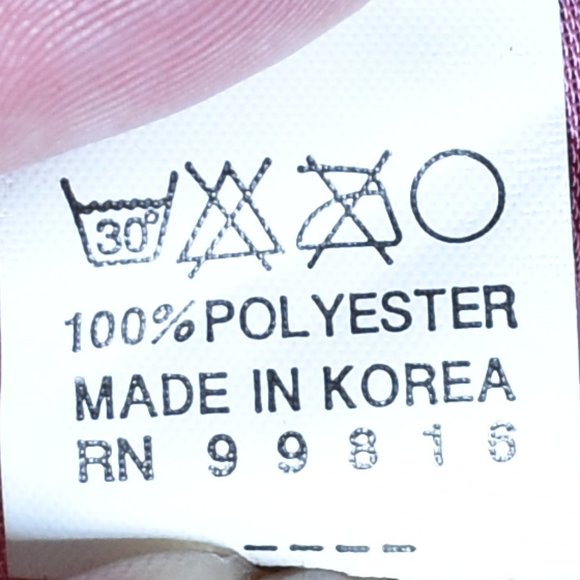 30°
100% POLYESTER
MADE IN KOREA
RN 99816